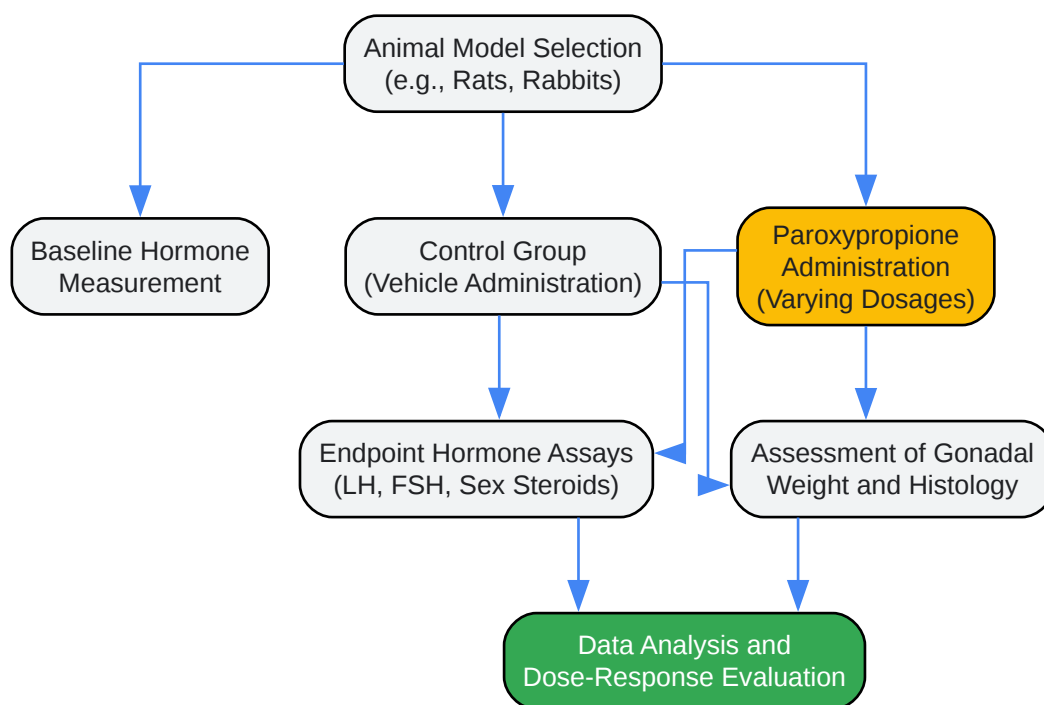 Animal Model Selection
(e.g., Rats, Rabbits)
Baseline Hormone
Measurement
Control Group
(Vehicle Administration)
Paroxypropione
Administration
(Varying Dosages)
Endpoint Hormone Assays
(LH, FSH, Sex Steroids)
Assessment of Gonadal
Weight and Histology
Data Analysis and
Dose-Response Evaluation